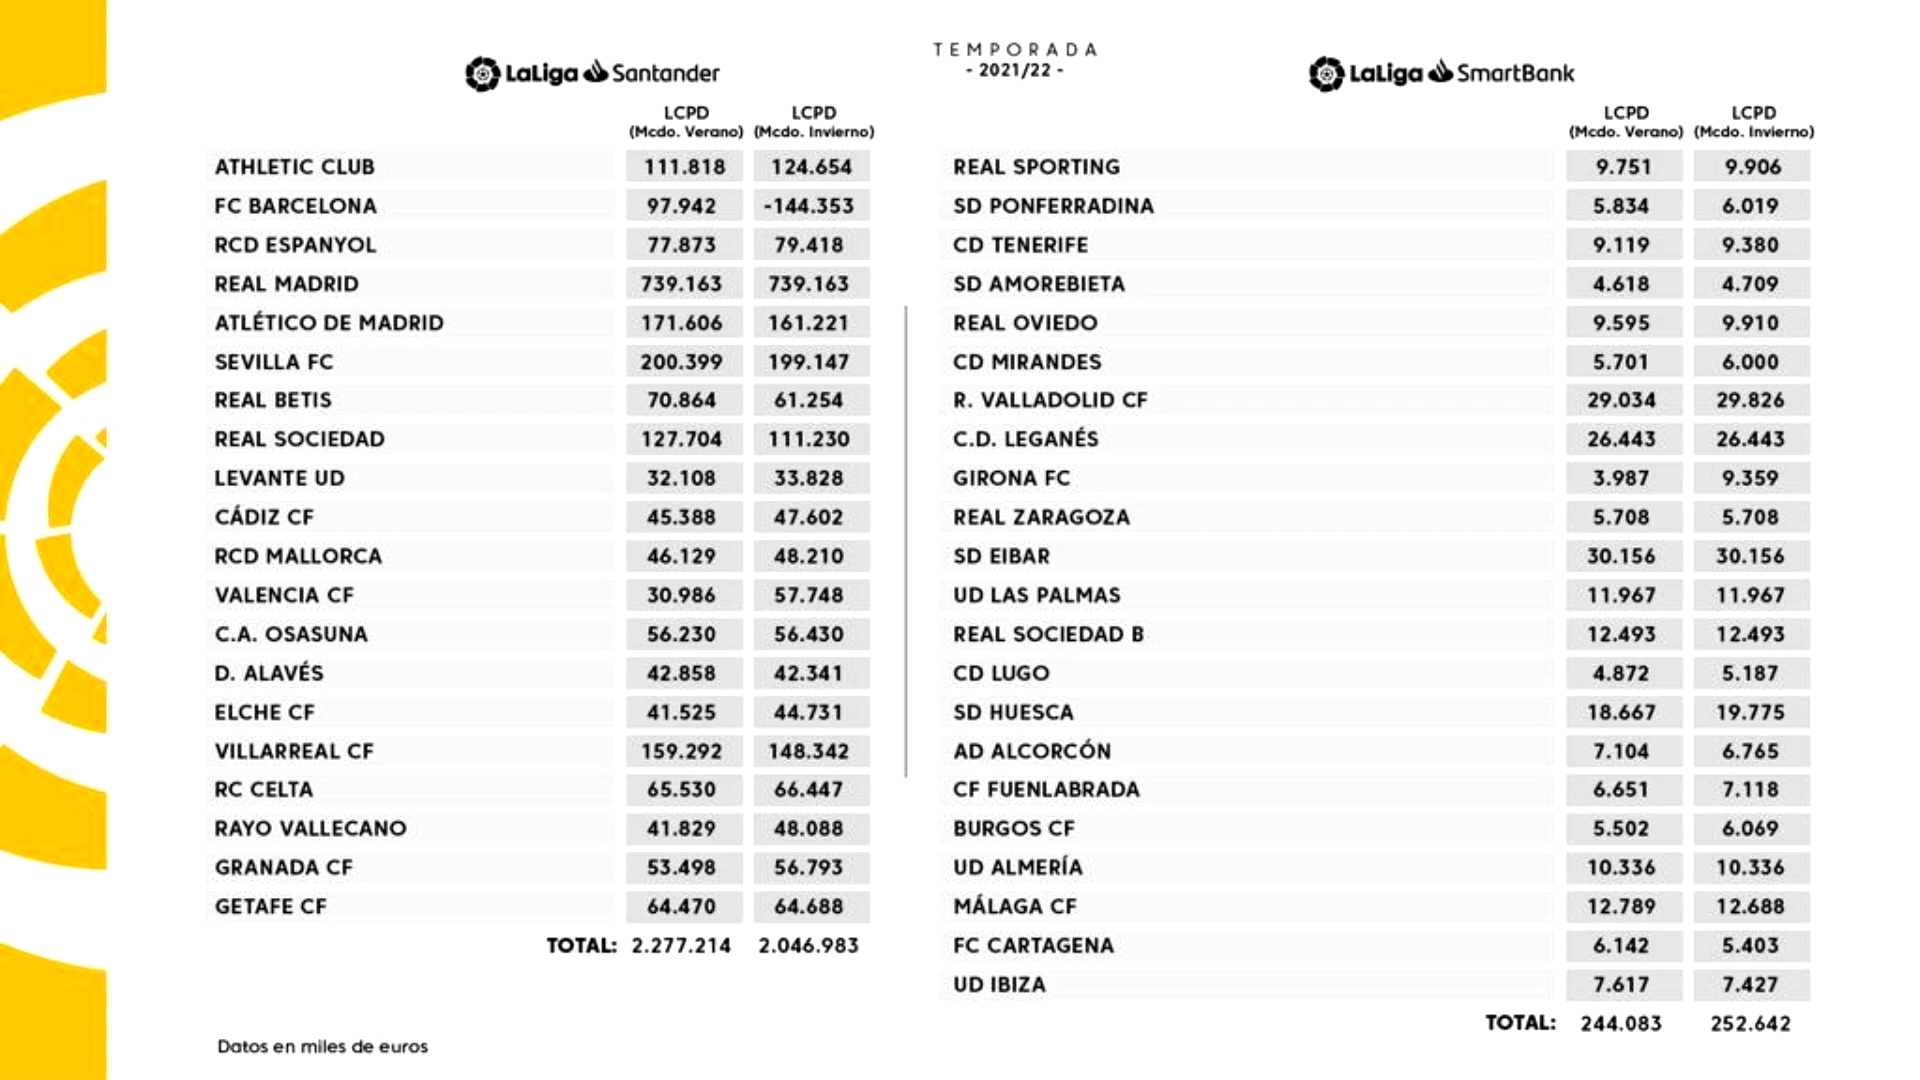 TEMPORADA
- 2021/22 -
LaLiga Santander
LCPD LCPD
(Mcdo. Verano) (Mcdo. Invierno)
ATHLETIC CLUB 111.818 124.654
FC BARCELONA 97.942 -144.353
RCD ESPANYOL 77.873 79.418
REAL MADRID 739.163 739.163
ATLÉTICO DE MADRID 171.606 161.221
SEVILLA FC 200.399 199.147
REAL BETIS 70.864 61.254
REAL SOCIEDAD 127.704 111.230
LEVANTE UD 32.108 33.828
CÁDIZ CF 45.388 47.602
RCD MALLORCA 46.129 48.210
VALENCIA CF 30.986 57.748
C.A. OSASUNA 56.230 56.430
D. ALAVÉS 42.858 42.341
ELCHE CF 41.525 44.731
VILLARREAL CF 159.292 148.342
RC CELTA 65.530 66.447
RAYO VALLECANO 41.829 48.088
GRANADA CF 53.498 56.793
GETAFE CF 64.470 64.688
TOTAL: 2.277.214 2.046.983
LaLiga SmartBank
LCPD LCPD
(Mcdo. Verano) (Mcdo. Invierno)
REAL SPORTING 9.751 9.906
SD PONFERRADINA 5.834 6.019
CD TENERIFE 9.119 9.380
SD AMOREBIETA 4.618 4.709
REAL OVIEDO 9.595 9.910
CD MIRANDES 5.701 6.000
R. VALLADOLID CF 29.034 29.826
C.D. LEGANÉS 26.443 26.443
GIRONA FC 3.987 9.359
REAL ZARAGOZA 5.708 5.708
SD EIBAR 30.156 30.156
UD LAS PALMAS 11.967 11.967
REAL SOCIEDAD B 12.493 12.493
CD LUGO 4.872 5.187
SD HUESCA 18.667 19.775
AD ALCORCÓN 7.104 6.765
CF FUENLABRADA 6.651 7.118
BURGOS CF 5.502 6.069
UD ALMERÍA 10.336 10.336
MÁLAGA CF 12.789 12.688
FC CARTAGENA 6.142 5.403
UD IBIZA 7.617 7.427
TOTAL: 244.083 252.642
Datos en miles de euros